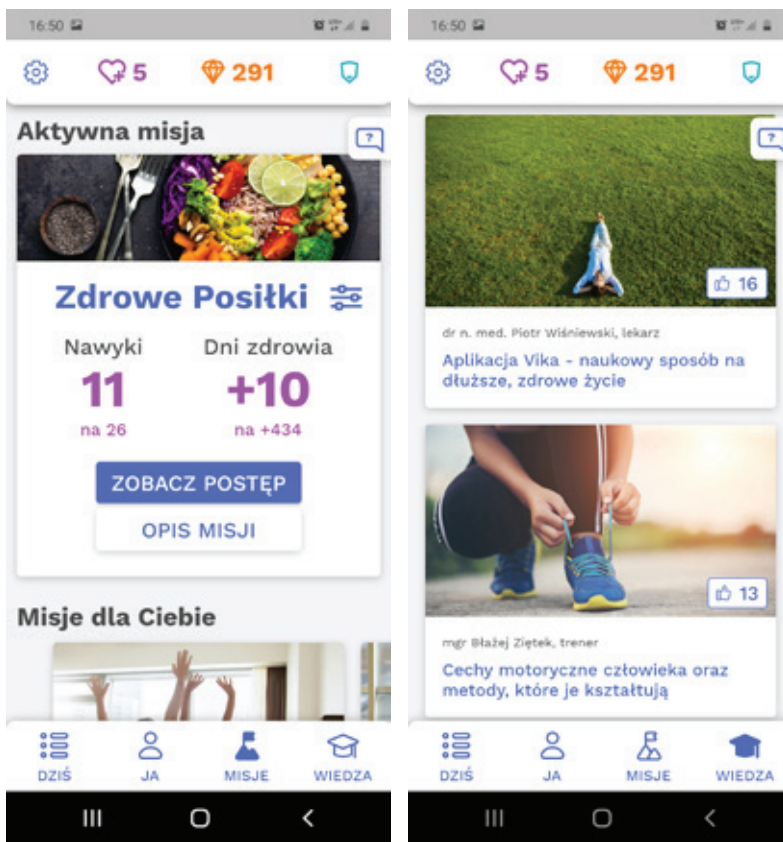 16:50
5
291
Aktywna misja
?
Zdrowe Posiłki
Nawyki
Dni zdrowia
11
+10
na 26
na +434
ZOBACZ POSTĘP
OPIS MISJI
Misje dla Ciebie
DZIŚ
JA
MISJE
WIEDZA
16:50
5
291
?
16
dr n. med. Piotr Wiśniewski, lekarz
Aplikacja Vika - naukowy sposób na
dłuższe, zdrowe życie
13
mgr Błażej Ziętek, trener
Cechy motoryczne człowieka oraz
metody, które je kształtują
DZIŚ
JA
MISJE
WIEDZA